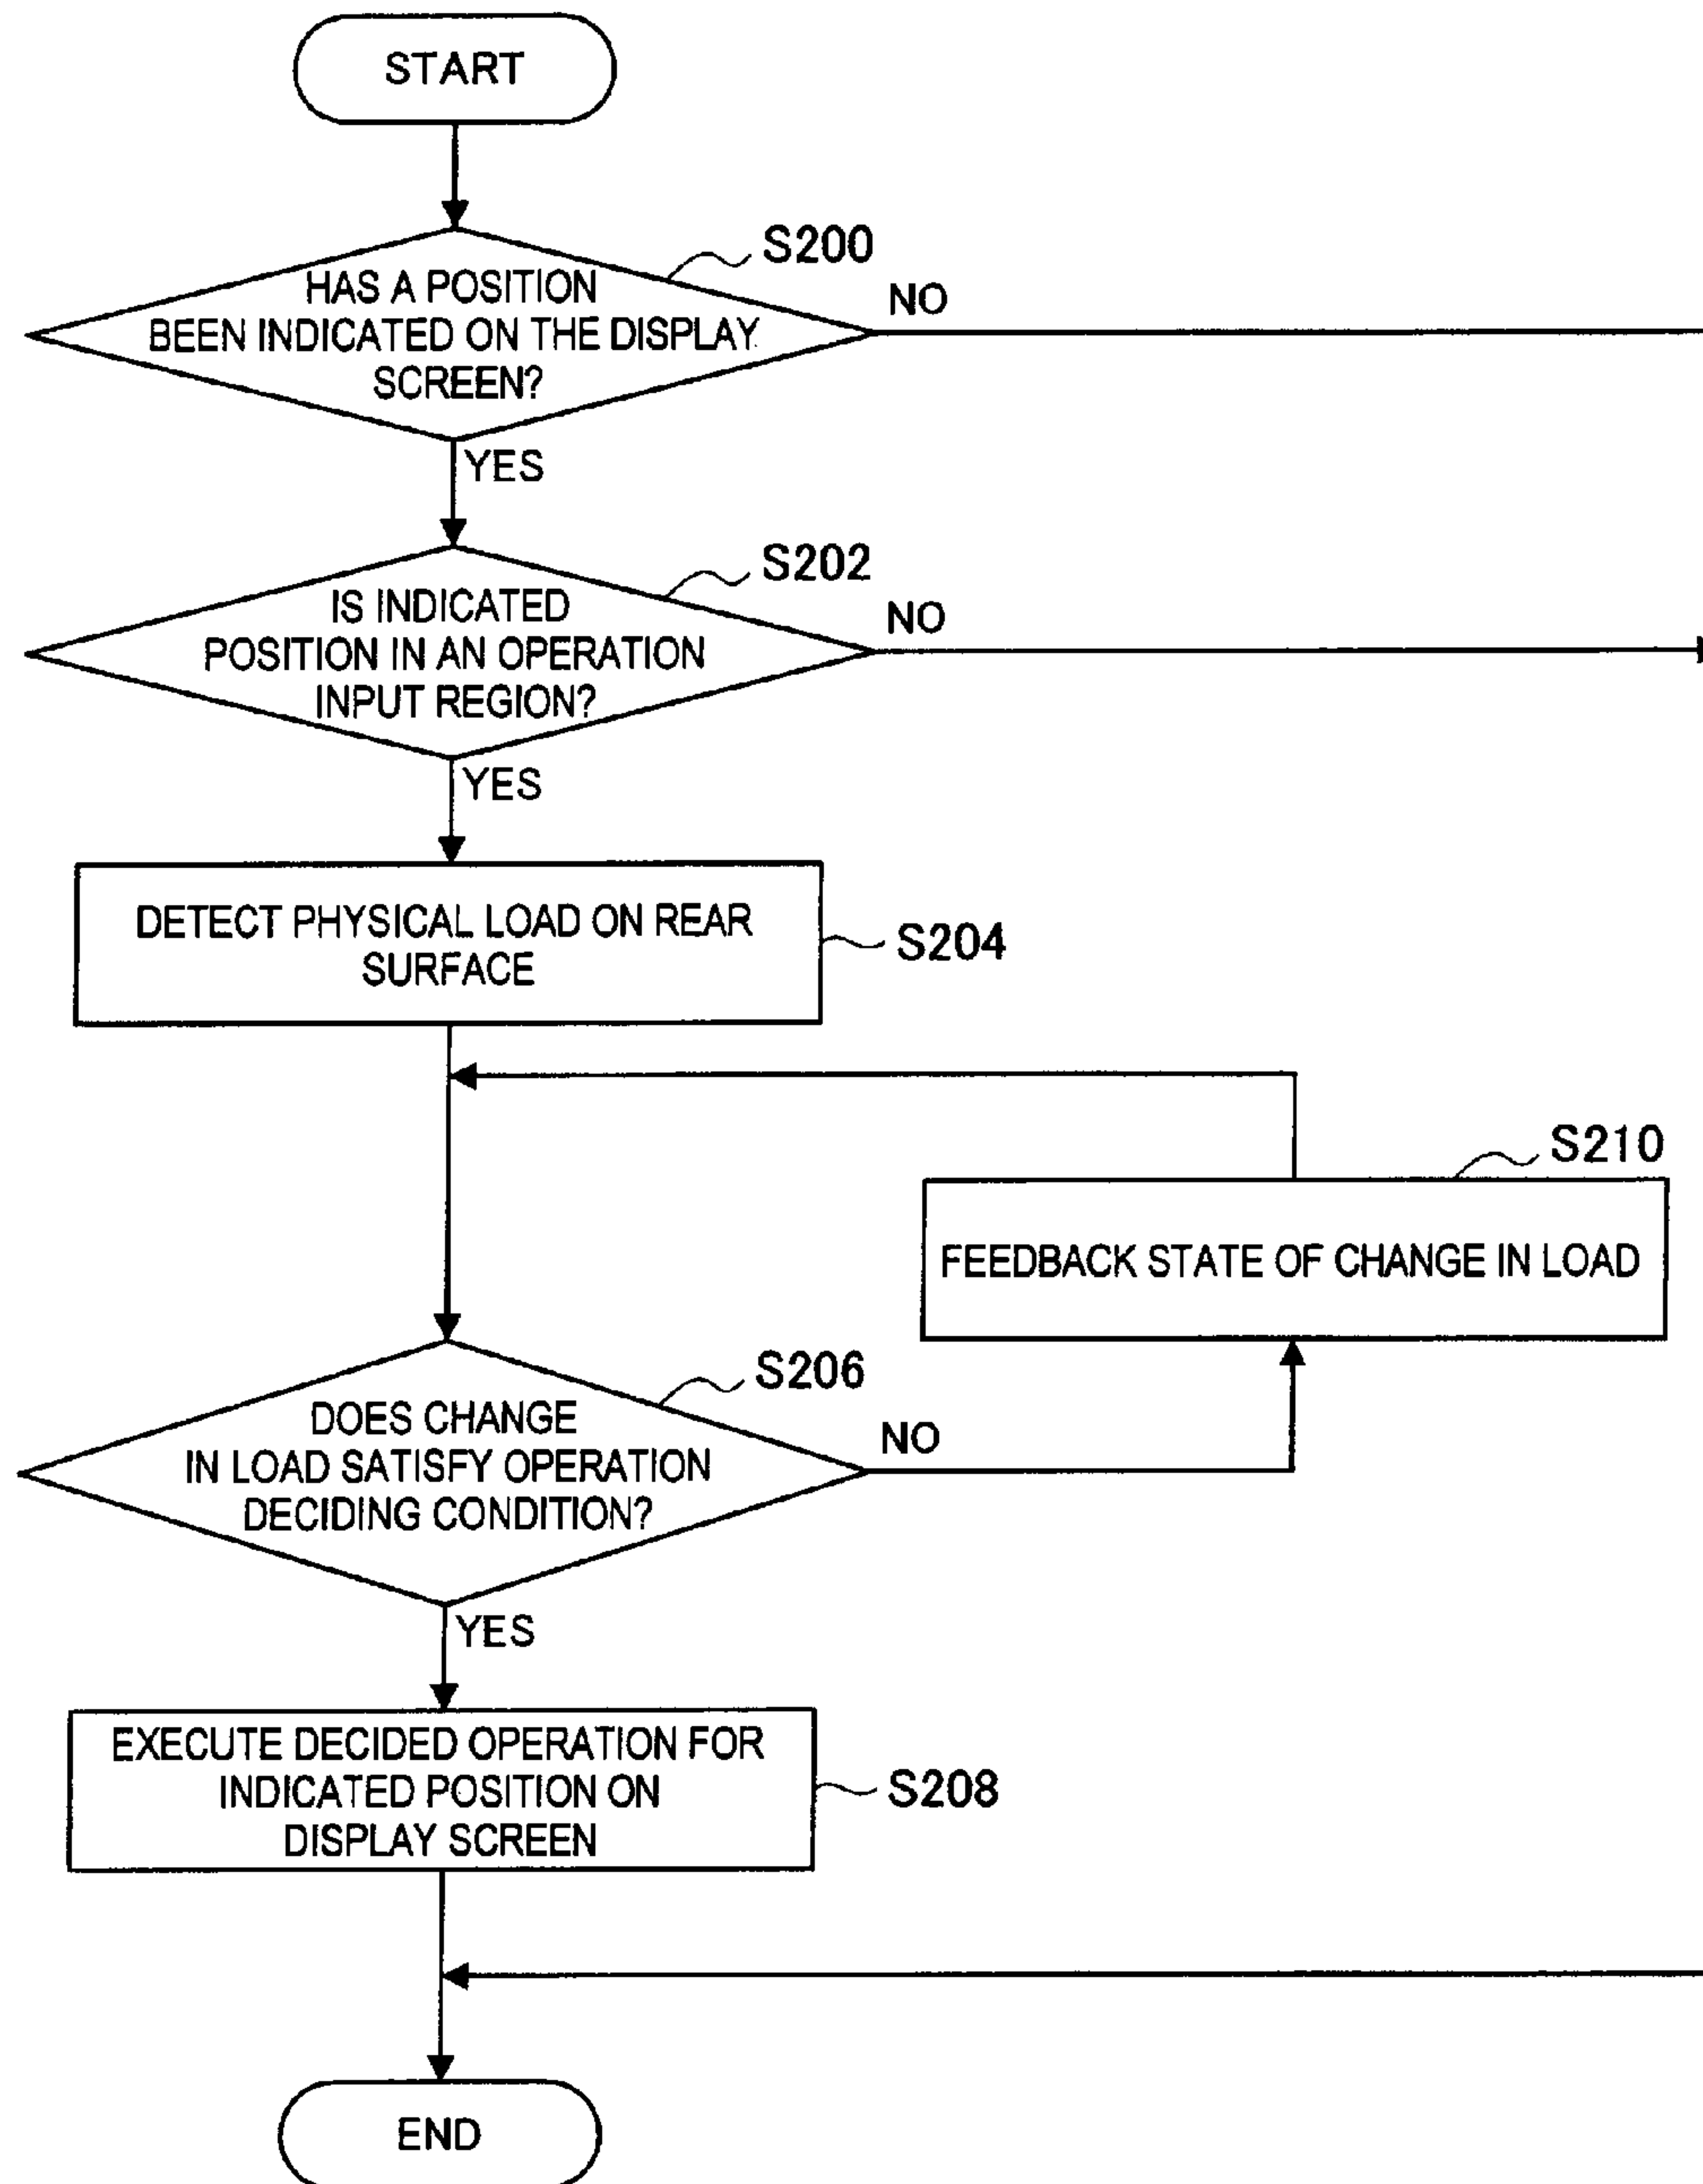 START
S200
HAS A POSITION
BEEN INDICATED ON THE DISPLAY
SCREEN?
NO
YES
S202
IS INDICATED
POSITION IN AN OPERATION
INPUT REGION?
NO
YES
DETECT PHYSICAL LOAD ON REAR
SURFACE
S204
S210
FEEDBACK STATE OF CHANGE IN LOAD
S206
DOES CHANGE
IN LOAD SATISFY OPERATION
DECIDING CONDITION?
NO
YES
EXECUTE DECIDED OPERATION FOR
INDICATED POSITION ON
DISPLAY SCREEN
S208
END